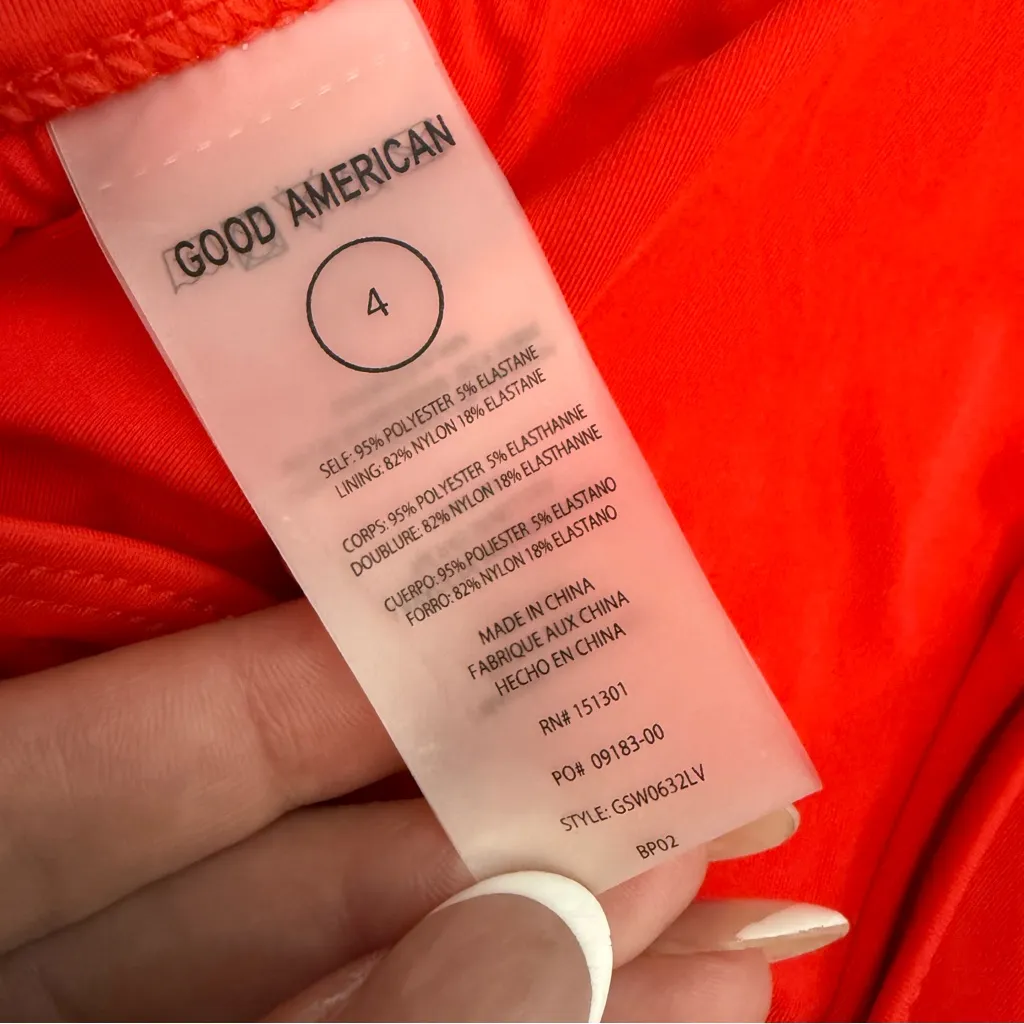 GOOD AMERICAN
4
SELF: 95% POLYESTER 5% ELASTANE
LINING: 82% NYLON 18% ELASTANE
CORPS: 95% POLYESTER 5% ELASTHANNE
DOUBLURE: 82% NYLON 18% ELASTHANNE
CUERPO: 95% POLIESTER 5% ELASTANO
FORRO: 82% NYLON 18% ELASTANO
MADE IN CHINA
FABRIQUE AUX CHINA
HECHO EN CHINA
RN# 151301
PO# 09183-00
STYLE: GSW0632LV
BP02